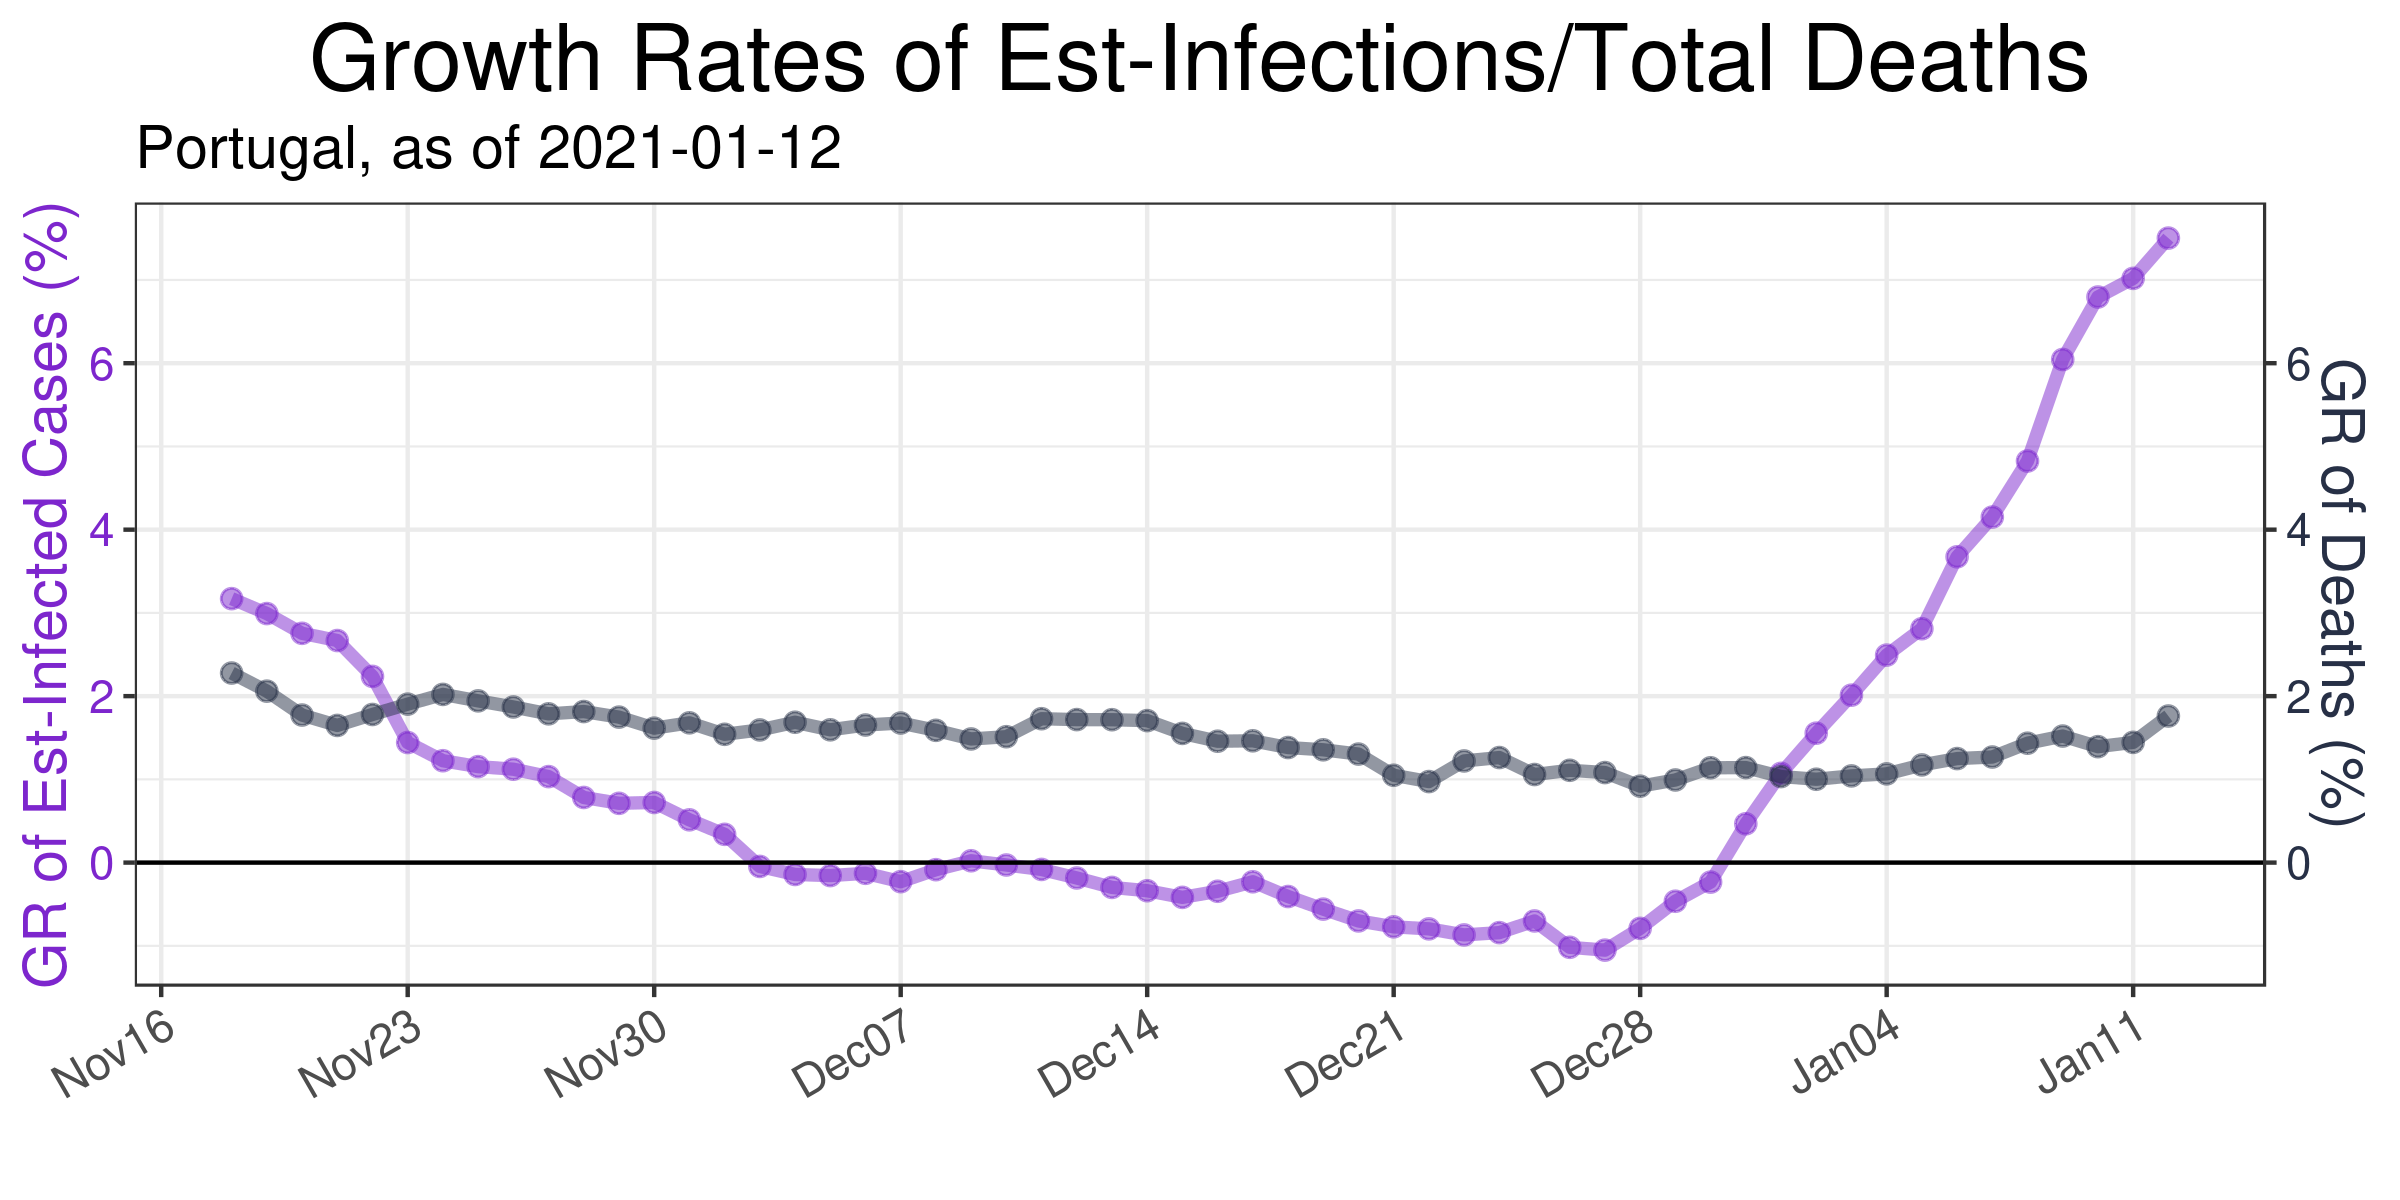 Growth Rates of Est-Infections/Total Deaths
Portugal, as of 2021-01-12
GR of Est-Infected Cases (%)
6
4
2
0
6
4
2
0
GR of Deaths (%)
Nov16
Nov23
Nov30
Dec07
Dec14
Dec21
Dec28
Jan04
Jan11